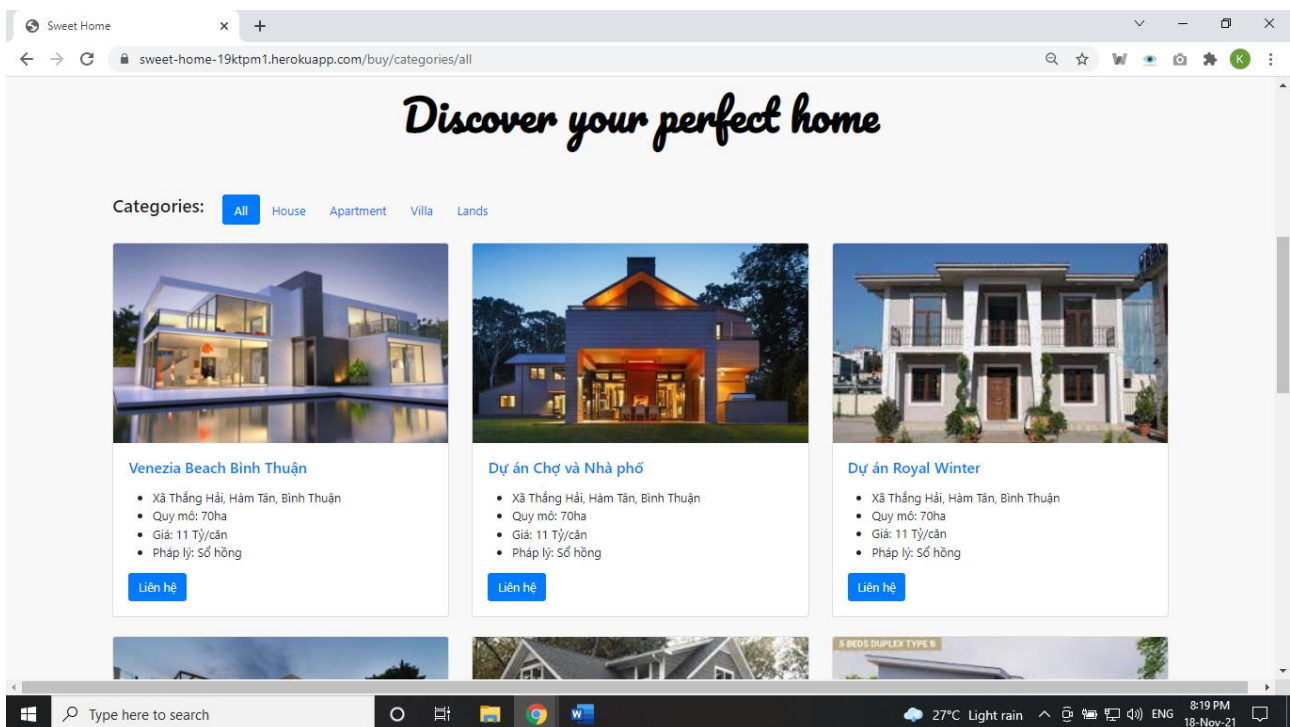 Sweet Home
sweet-home-19ktpm1.herokuapp.com/buy/categories/all
K
Discover your perfect home
Categories: All House Apartment Villa Lands
Venezia Beach Bình Thuận
Xã Thắng Hải, Hàm Tân, Bình Thuận
Quy mô: 70ha
Giá: 11 Tỷ/căn
Pháp lý: Sổ hồng
Liên hệ
Dự án Chợ và Nhà phố
Xã Thắng Hải, Hàm Tân, Bình Thuận
Quy mô: 70ha
Giá: 11 Tỷ/căn
Pháp lý: Sổ hồng
Liên hệ
Dự án Royal Winter
Xã Thắng Hải, Hàm Tân, Bình Thuận
Quy mô: 70ha
Giá: 11 Tỷ/căn
Pháp lý: Sổ hồng
Liên hệ
5 BEDS DUPLEX TYPE B
Type here to search
27°C Light rain
ENG
8:19 PM
18-Nov-21